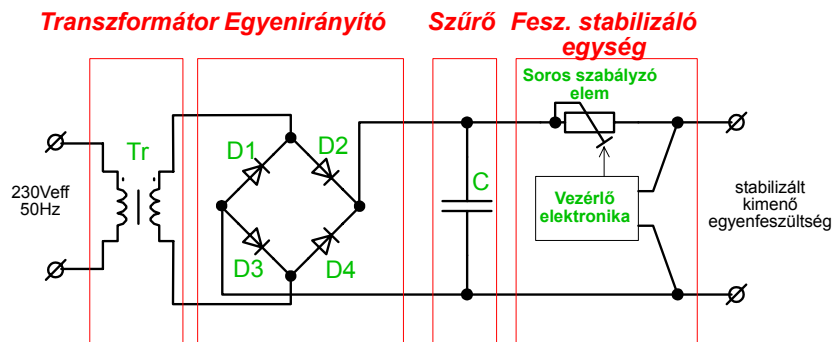 Transzformátor Egyenirányító Szűrő Fesz. stabilizáló
egység
Soros szabályzó
elem
Tr
D1
D2
C
230Veff
50Hz
Vezérlő
elektronika
stabilizált
kimenő
egyenfeszültség
D3
D4